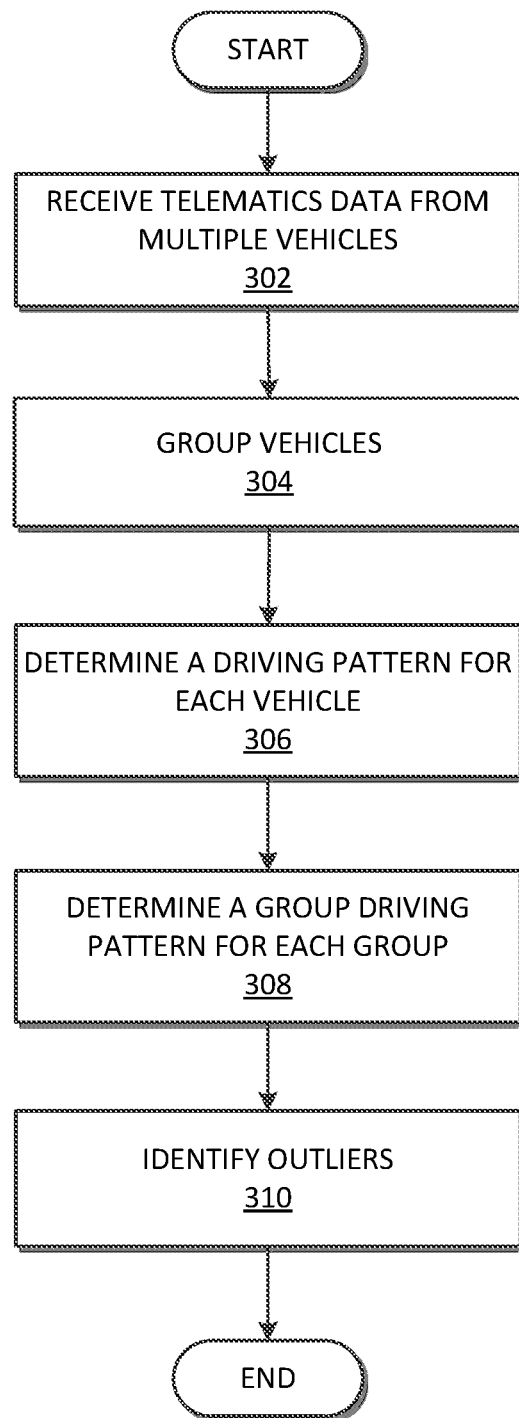 START
RECEIVE TELEMATICS DATA FROM
MULTIPLE VEHICLES
302
GROUP VEHICLES
304
DETERMINE A DRIVING PATTERN FOR
EACH VEHICLE
306
DETERMINE A GROUP DRIVING
PATTERN FOR EACH GROUP
308
IDENTIFY OUTLIERS
310
END